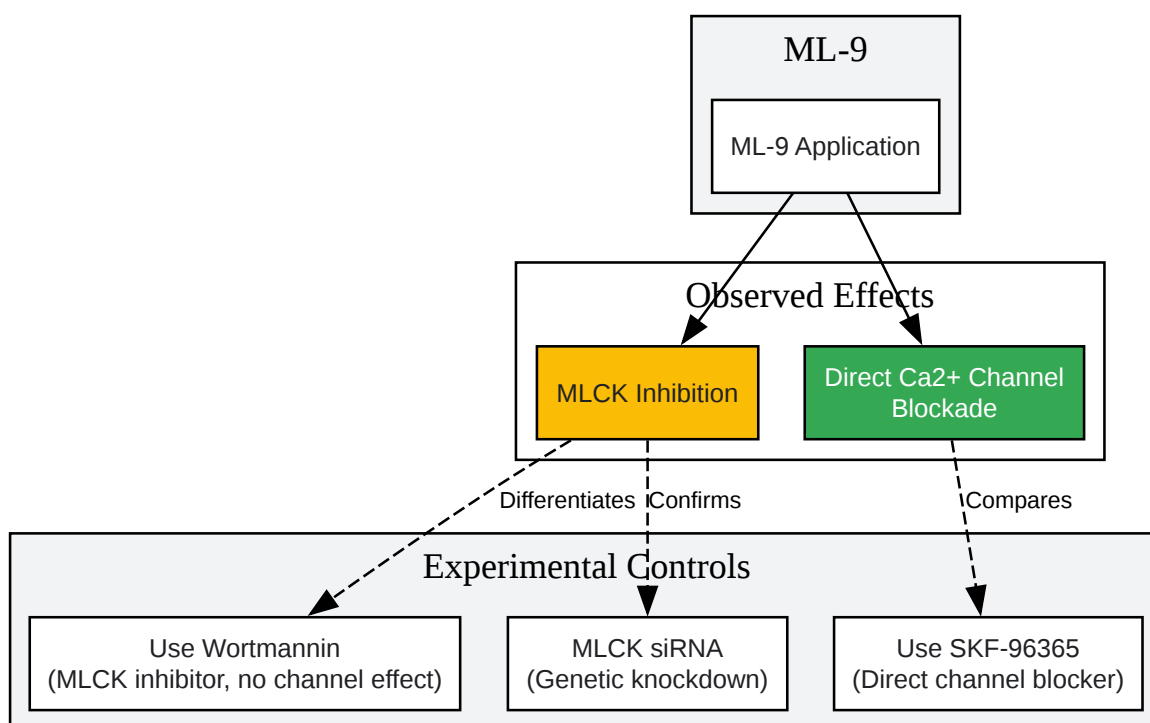 ML-9
ML-9 Application
Observed Effects
MLCK Inhibition
Direct Ca2+ Channel
Blockade
Differentiates
Confirms
Compares
Experimental Controls
Use Wortmannin
(MLCK inhibitor, no channel effect)
MLCK siRNA
(Genetic knockdown)
Use SKF-96365
(Direct channel blocker)